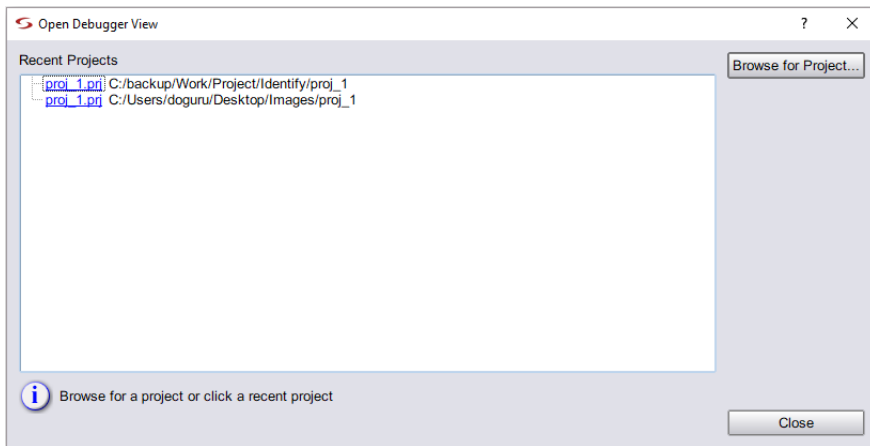 Open Debugger View
Recent Projects
Browse for Project...
proj_1.prj C:/backup/Work/Project/Identify/proj_1
proj_1.prj C:/Users/doguru/Desktop/Images/proj_1
i Browse for a project or click a recent project
Close